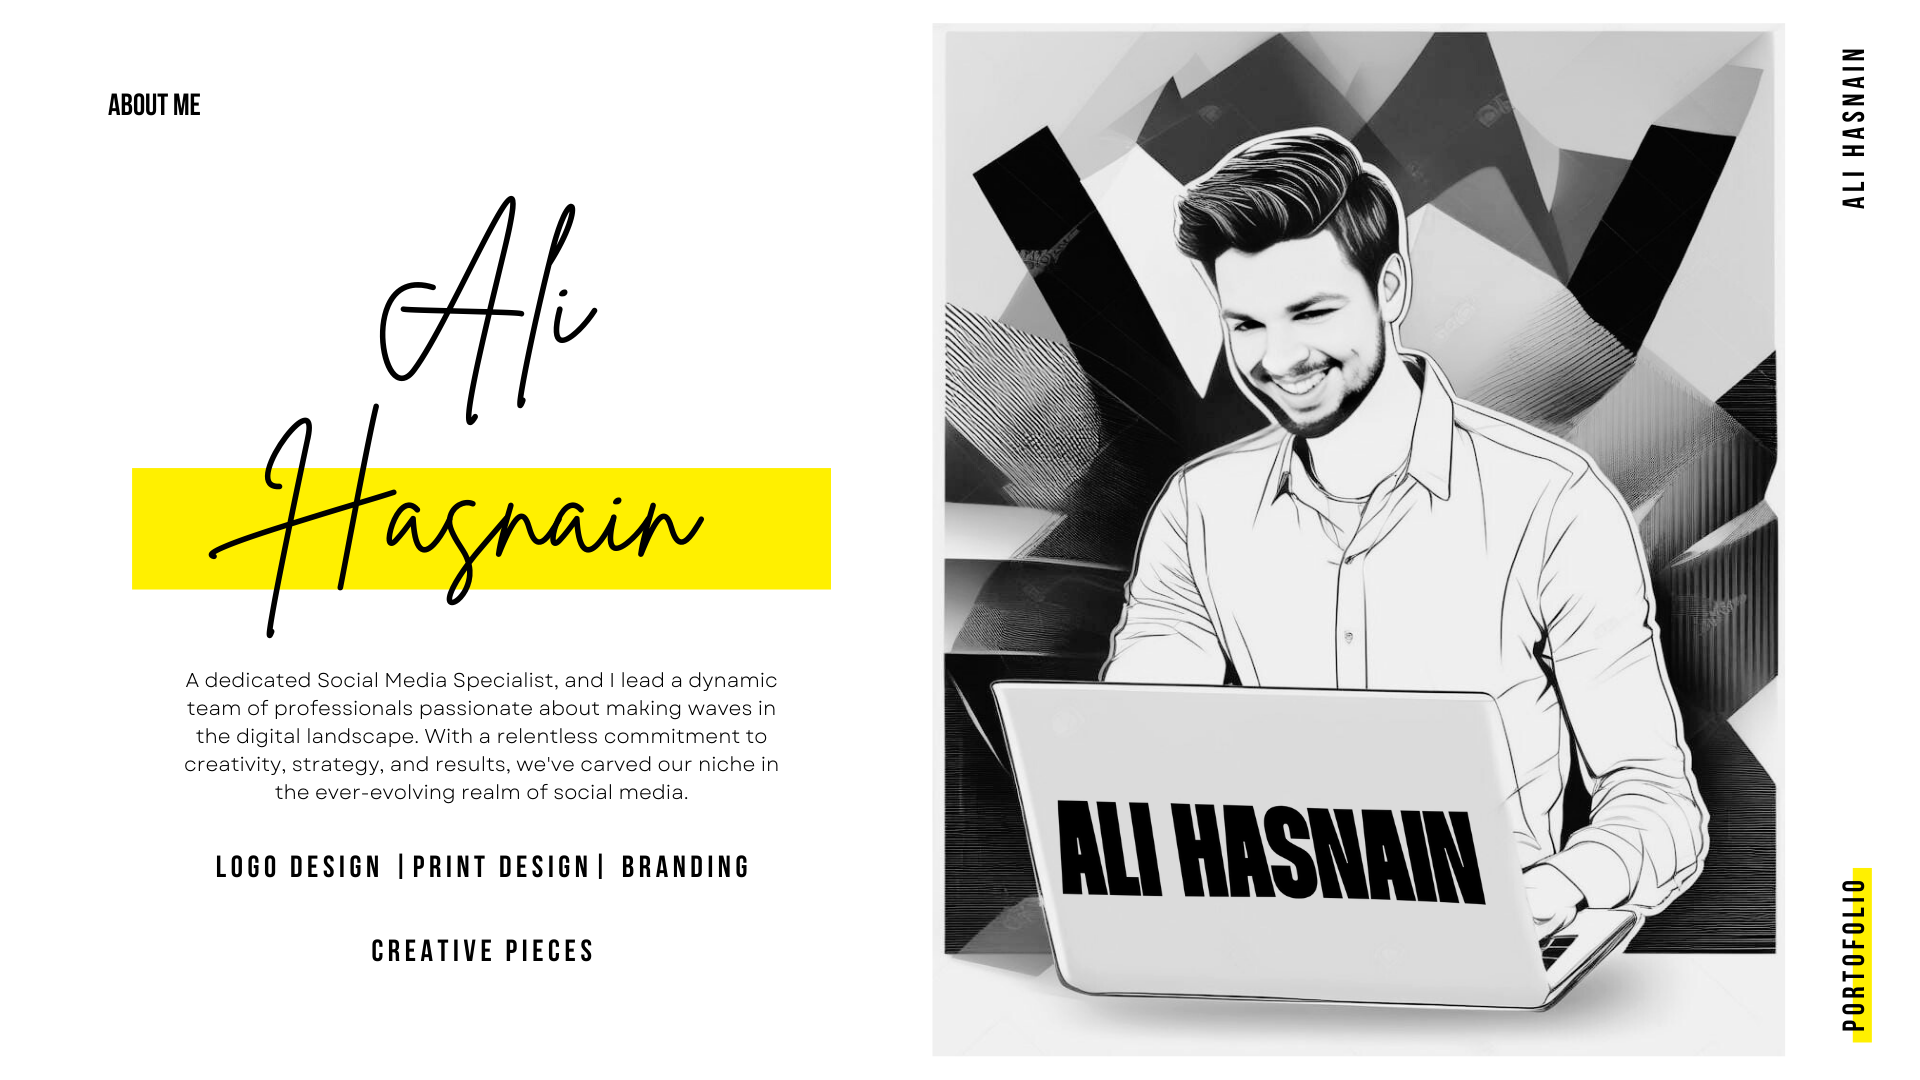 ABOUT ME
Ali
Hasnain
A dedicated Social Media Specialist, and I lead a dynamic
team of professionals passionate about making waves in
the digital landscape. With a relentless commitment to
creativity, strategy, and results, we've carved our niche in
the ever-evolving realm of social media.
LOGO DESIGN |PRINT DESIGN| BRANDING
CREATIVE PIECES
ALI HASNAIN
ALI HASNAIN
PORTOFOLIO